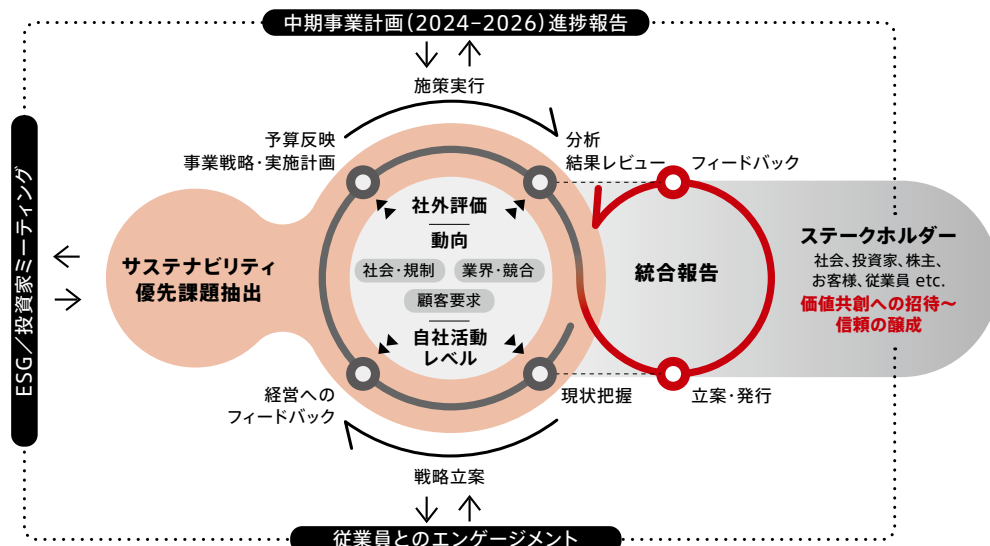 中期事業計画(2024-2026)進捗報告
施策実行
予算反映
事業戦略・実施計画
分析
結果レビュー
フィードバック
ESG/投資家ミーティング
サステナビリティ
優先課題抽出
社外評価
動向
社会・規制
業界・競合
顧客要求
自社活動
レベル
統合報告
ステークホルダー
社会、投資家、株主、
お客様、従業員 etc.
価値共創への招待〜
信頼の醸成
経営への
フィードバック
現状把握
立案・発行
戦略立案
従業員とのエンゲージメント